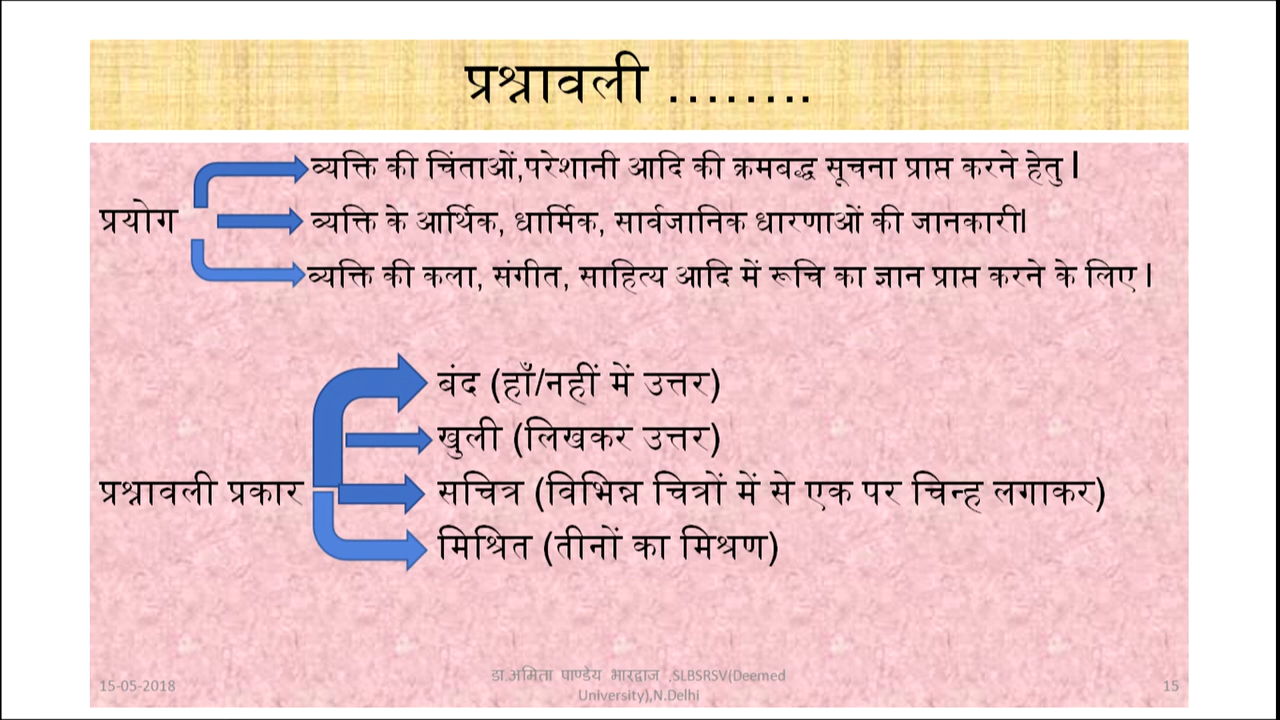 प्रश्नावली ........
व्यक्ति की चिंताओं,परेशानी आदि की क्रमबद्ध सूचना प्राप्त करने हेतु |
प्रयोग
व्यक्ति के आर्थिक, धार्मिक, सार्वजानिक धारणाओं की जानकारी|
व्यक्ति की कला, संगीत, साहित्य आदि में रूचि का ज्ञान प्राप्त करने के लिए |
बंद (हाँ/नहीं में उत्तर)
खुली (लिखकर उत्तर)
प्रश्नावली प्रकार
सचित्र (विभिन्न चित्रों में से एक पर चिन्ह लगाकर)
मिश्रित (तीनों का मिश्रण)
15-05-2018
डा.अमिता पाण्डेय भारद्वाज ,SLBSRSV(Deemed
University),N.Delhi
15